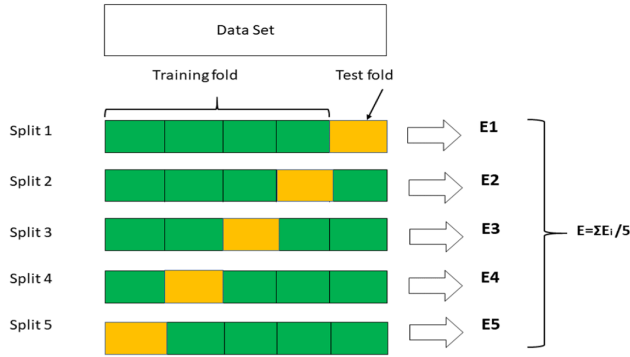 Data Set
Training fold
Test fold
Split 1
E1
Split 2
E2
Split 3
E3
E=ΣEi/5
Split 4
E4
Split 5
E5